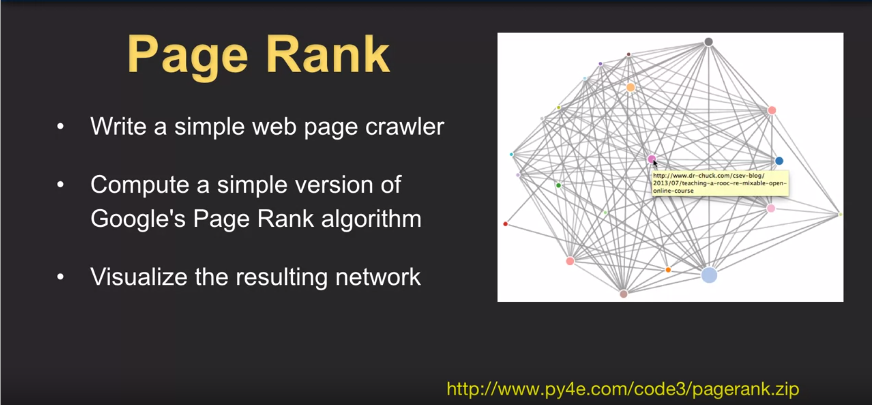 Page Rank
• Write a simple web page crawler
• Compute a simple version of
Google's Page Rank algorithm
• Visualize the resulting network
http://www.dr-chuck.com/csev-blog/
2013/07/teaching-a-rooc-re-mixable-open-
online-course
http://www.py4e.com/code3/pagerank.zip